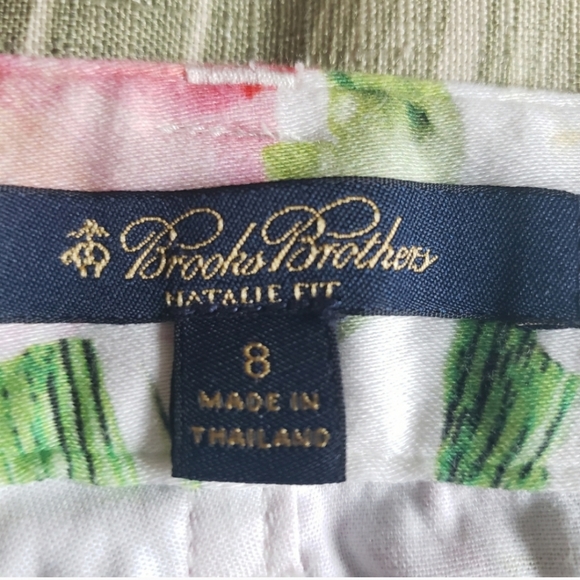 Brooks Brothers
NATALIE FIT
8
MADE IN
THAILAND